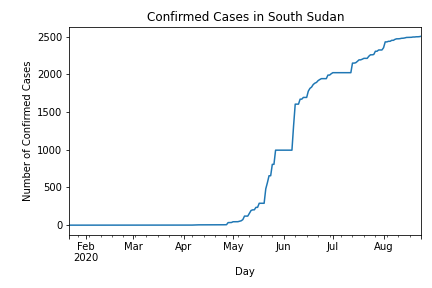 Confirmed Cases in South Sudan
Number of Confirmed Cases
2500
2000
1500
1000
500
0
Feb Mar Apr May Jun Jul Aug
2020
Day